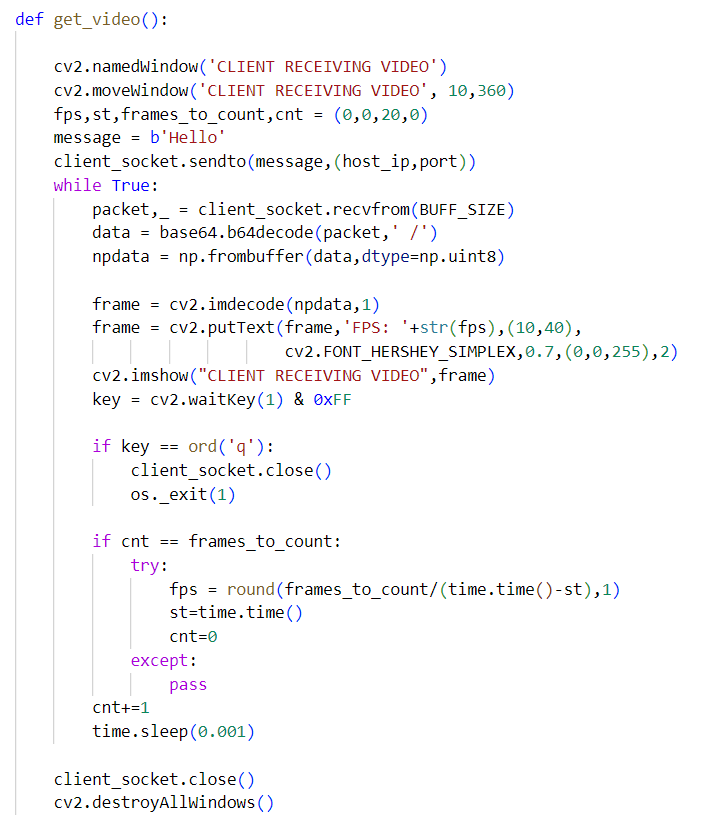 def get_video():
cv2.namedWindow('CLIENT RECEIVING VIDEO')
cv2.moveWindow('CLIENT RECEIVING VIDEO', 10,360)
fps,st,frames_to_count,cnt = (0,0,20,0)
message = b'Hello'
client_socket.sendto(message,(host_ip,port))
while True:
packet,_ = client_socket.recvfrom(BUFF_SIZE)
data = base64.b64decode(packet,' /')
npdata = np.frombuffer(data,dtype=np.uint8)
frame = cv2.imdecode(npdata,1)
frame = cv2.putText(frame,'FPS: '+str(fps),(10,40),
cv2.FONT_HERSHEY_SIMPLEX,0.7,(0,0,255),2)
cv2.imshow("CLIENT RECEIVING VIDEO",frame)
key = cv2.waitKey(1) & 0xFF
if key == ord('q'):
client_socket.close()
os._exit(1)
if cnt == frames_to_count:
try:
fps = round(frames_to_count/(time.time()-st),1)
st=time.time()
cnt=0
except:
pass
cnt+=1
time.sleep(0.001)
client_socket.close()
cv2.destroyAllWindows()